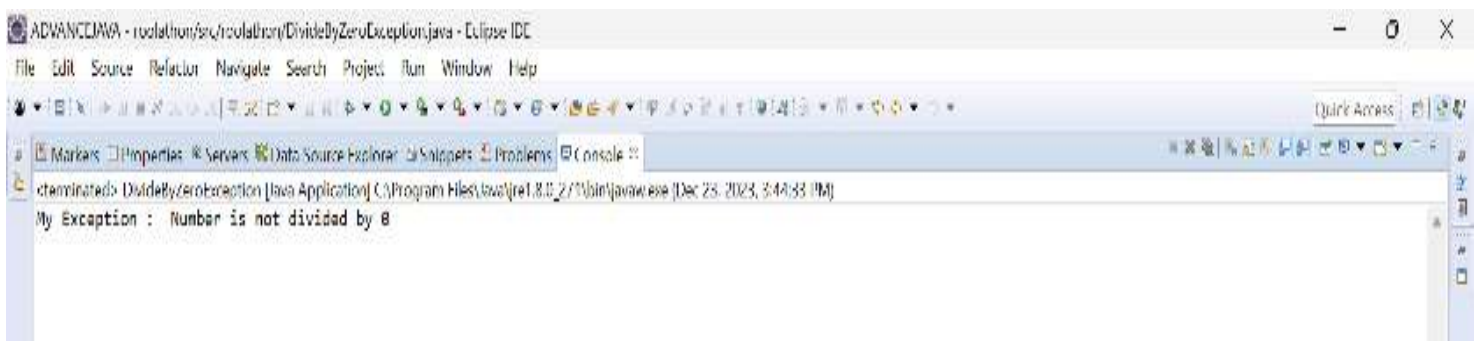 ADVANCEJAVA - roolathon/src/roolathon/DivideByZeroException.java - Eclipse IDE
File Edit Source Refactor Navigate Search Project Run Window Help
Quick Access
Markers Properties Servers Data Source Explorer Snippets Problems Console
<terminated> DivideByZeroException [Java Application] C:\Program Files\Java\jre1.8.0_271\bin\javaw.exe (Dec 23, 2023, 3:44:33 PM)
My Exception : Number is not divided by 0